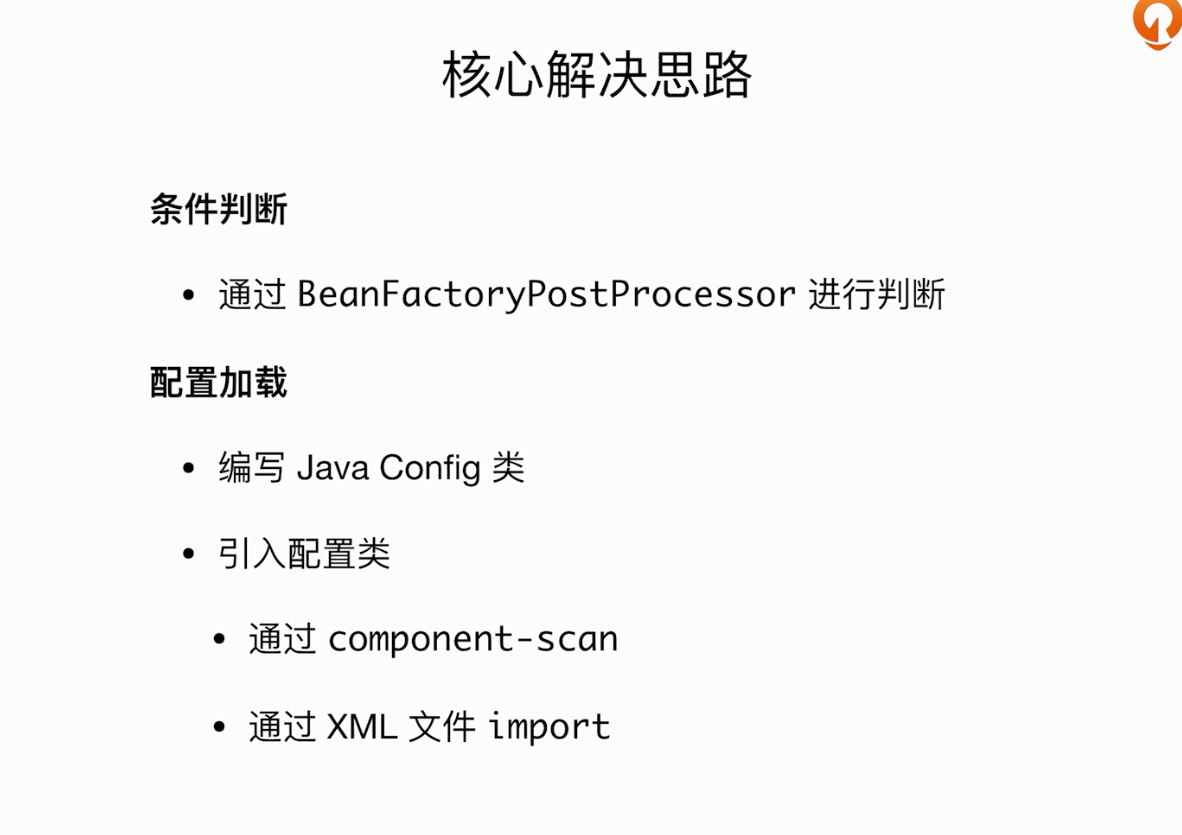 核心解决思路
条件判断
• 通过 BeanFactoryPostProcessor 进行判断
配置加载
• 编写 Java Config 类
• 引入配置类
• 通过 component-scan
• 通过 XML 文件 import